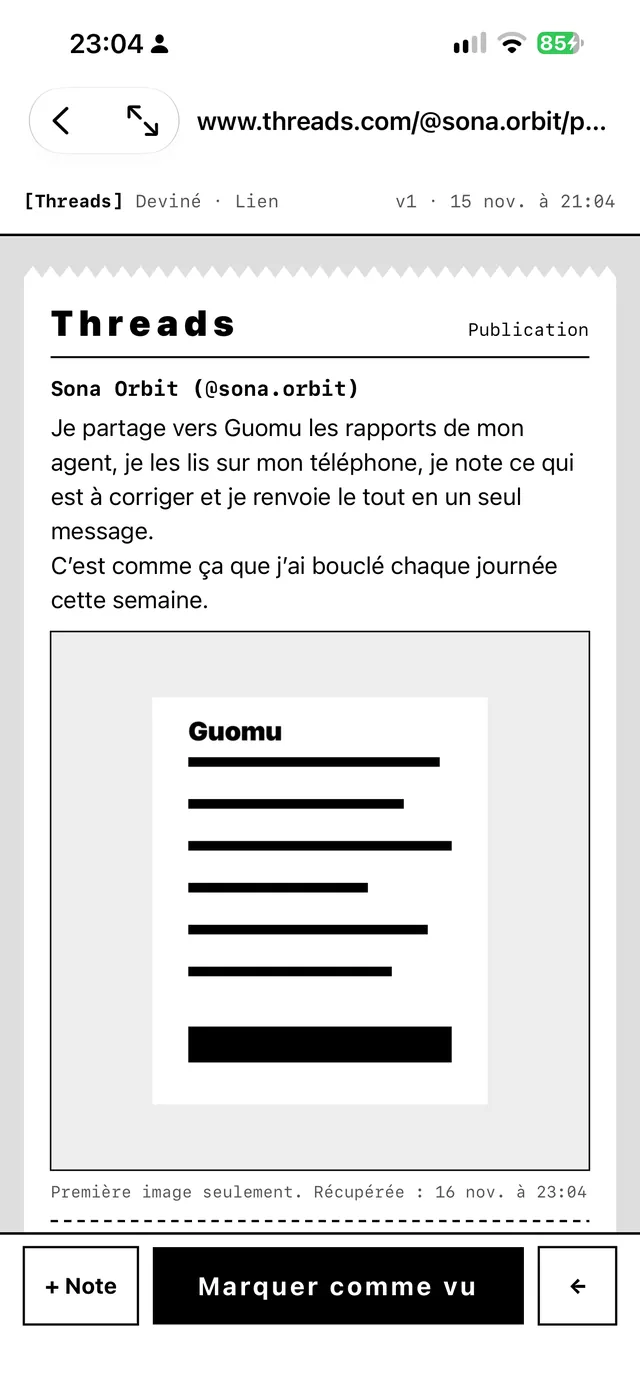 23:04
85
www.threads.com/@sona.orbit/p...
[Threads] Deviné · Lien
v1 · 15 nov. à 21:04
Threads
Publication
Sona Orbit (@sona.orbit)
Je partage vers Guomu les rapports de mon
agent, je les lis sur mon téléphone, je note ce qui
est à corriger et je renvoie le tout en un seul
message.
C’est comme ça que j’ai bouclé chaque journée
cette semaine.
Guomu
Première image seulement. Récupérée : 16 nov. à 23:04
+ Note
Marquer comme vu